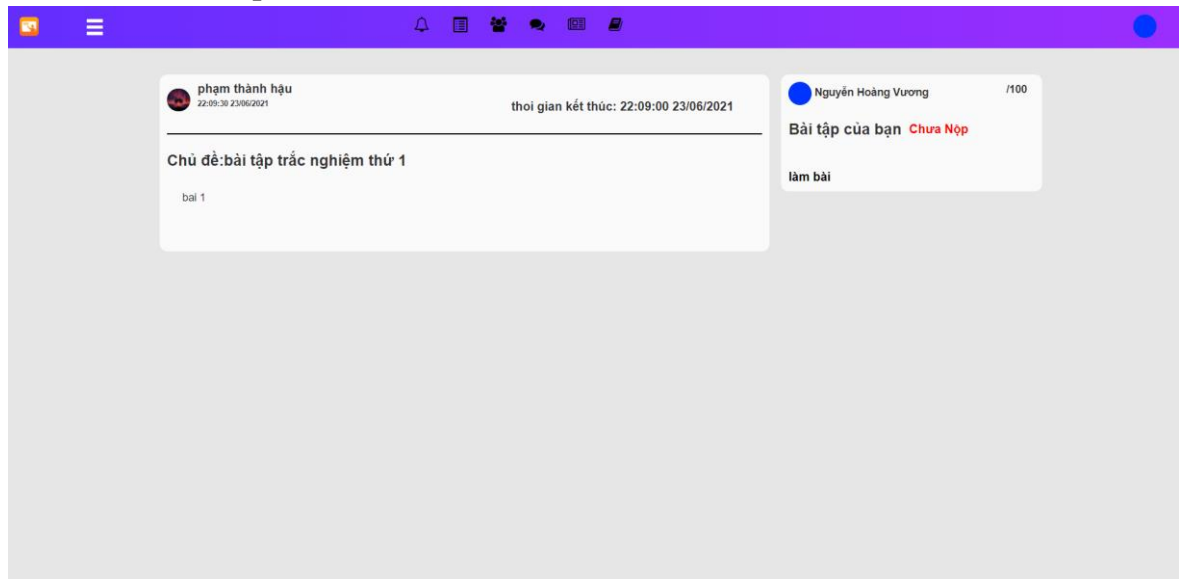 phạm thành hậu
22:09:30 23/06/2021
thoi gian kết thúc: 22:09:00 23/06/2021
Chủ đề:bài tập trắc nghiệm thứ 1
bai 1
Nguyễn Hoàng Vương /100
Bài tập của bạn Chưa Nộp
làm bài